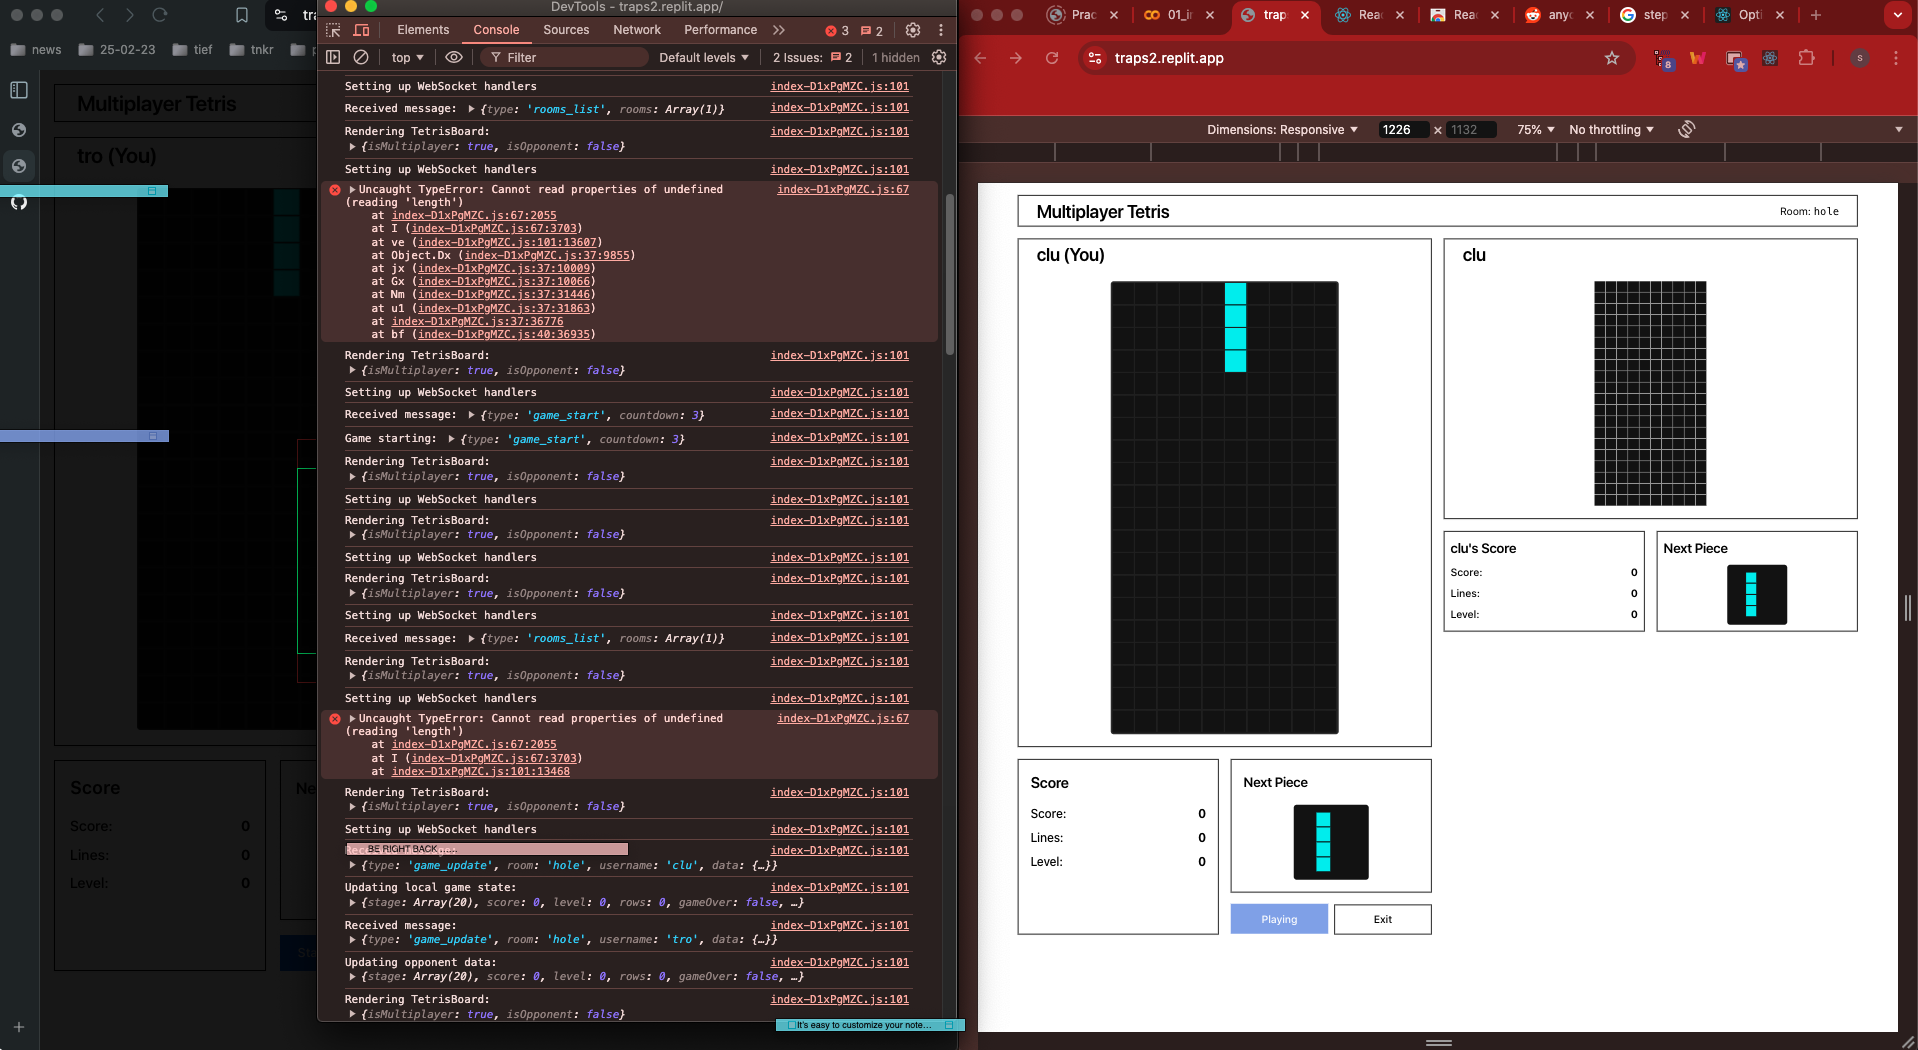 DevTools - traps2.replit.app/
Elements
Console
Sources
Network
Performance
3
2
top
Filter
Default levels
2 Issues:
2
1 hidden
Setting up WebSocket handlers index-D1xPgMZC.js:101
Received message: {type: 'rooms_list', rooms: Array(1)} index-D1xPgMZC.js:101
Rendering TetrisBoard: index-D1xPgMZC.js:101
{isMultiplayer: true, isOpponent: false}
Setting up WebSocket handlers index-D1xPgMZC.js:101
Uncaught TypeError: Cannot read properties of undefined index-D1xPgMZC.js:67
(reading 'length')
at index-D1xPgMZC.js:67:2055
at I (index-D1xPgMZC.js:67:3703)
at ve (index-D1xPgMZC.js:101:13607)
at Object.Dx (index-D1xPgMZC.js:37:9855)
at jx (index-D1xPgMZC.js:37:10009)
at Gx (index-D1xPgMZC.js:37:10066)
at Nm (index-D1xPgMZC.js:37:31446)
at u1 (index-D1xPgMZC.js:37:31863)
at index-D1xPgMZC.js:37:36776
at bf (index-D1xPgMZC.js:40:36935)
Rendering TetrisBoard: index-D1xPgMZC.js:101
{isMultiplayer: true, isOpponent: false}
Setting up WebSocket handlers index-D1xPgMZC.js:101
Received message: {type: 'game_start', countdown: 3} index-D1xPgMZC.js:101
Game starting: {type: 'game_start', countdown: 3} index-D1xPgMZC.js:101
Rendering TetrisBoard: index-D1xPgMZC.js:101
{isMultiplayer: true, isOpponent: false}
Setting up WebSocket handlers index-D1xPgMZC.js:101
Rendering TetrisBoard: index-D1xPgMZC.js:101
{isMultiplayer: true, isOpponent: false}
Setting up WebSocket handlers index-D1xPgMZC.js:101
Rendering TetrisBoard: index-D1xPgMZC.js:101
{isMultiplayer: true, isOpponent: false}
Setting up WebSocket handlers index-D1xPgMZC.js:101
Received message: {type: 'rooms_list', rooms: Array(1)} index-D1xPgMZC.js:101
Rendering TetrisBoard: index-D1xPgMZC.js:101
{isMultiplayer: true, isOpponent: false}
Setting up WebSocket handlers index-D1xPgMZC.js:101
Uncaught TypeError: Cannot read properties of undefined index-D1xPgMZC.js:67
(reading 'length')
at index-D1xPgMZC.js:67:2055
at I (index-D1xPgMZC.js:67:3703)
at index-D1xPgMZC.js:101:13468
Rendering TetrisBoard: index-D1xPgMZC.js:101
{isMultiplayer: true, isOpponent: false}
Setting up WebSocket handlers index-D1xPgMZC.js:101
BE RIGHT BACK index-D1xPgMZC.js:101
{type: 'game_update', room: 'hole', username: 'clu', data: {…}}
Updating local game state: index-D1xPgMZC.js:101
{stage: Array(20), score: 0, level: 0, rows: 0, gameOver: false, …}
Received message: index-D1xPgMZC.js:101
{type: 'game_update', room: 'hole', username: 'tro', data: {…}}
Updating opponent data: index-D1xPgMZC.js:101
{stage: Array(20), score: 0, level: 0, rows: 0, gameOver: false, …}
Rendering TetrisBoard: index-D1xPgMZC.js:101
{isMultiplayer: true, isOpponent: false}
It's easy to customize your note...
news
25-02-23
tief
tnkr
Multiplayer Tetris
tro (You)
Score
Score: 0
Lines: 0
Level: 0
Prac
01_ir
trap
Reac
Reac
anyc
step
Opti
traps2.replit.app
8
S
Dimensions: Responsive 1226 × 1132 75% No throttling
Multiplayer Tetris
Room: hole
clu (You)
clu
clu's Score
Score: 0
Lines: 0
Level: 0
Next Piece
Score
Score: 0
Lines: 0
Level: 0
Next Piece
Playing
Exit